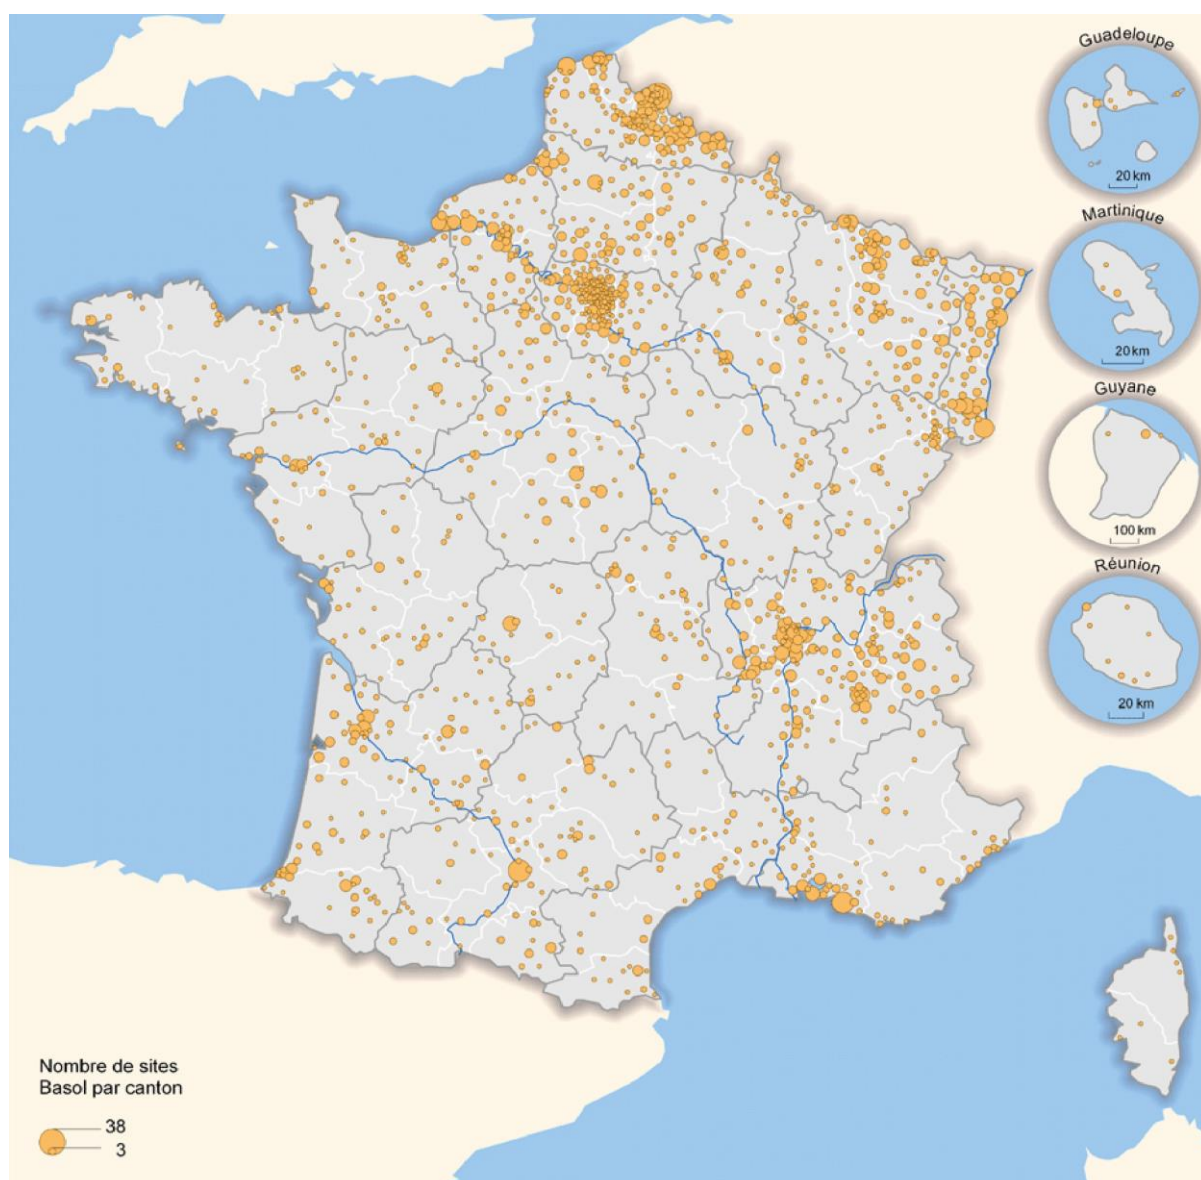 Guadeloupe
20 km
Martinique
20 km
Guyane
100 km
Réunion
20 km
Nombre de sites
Basol par canton
38
3